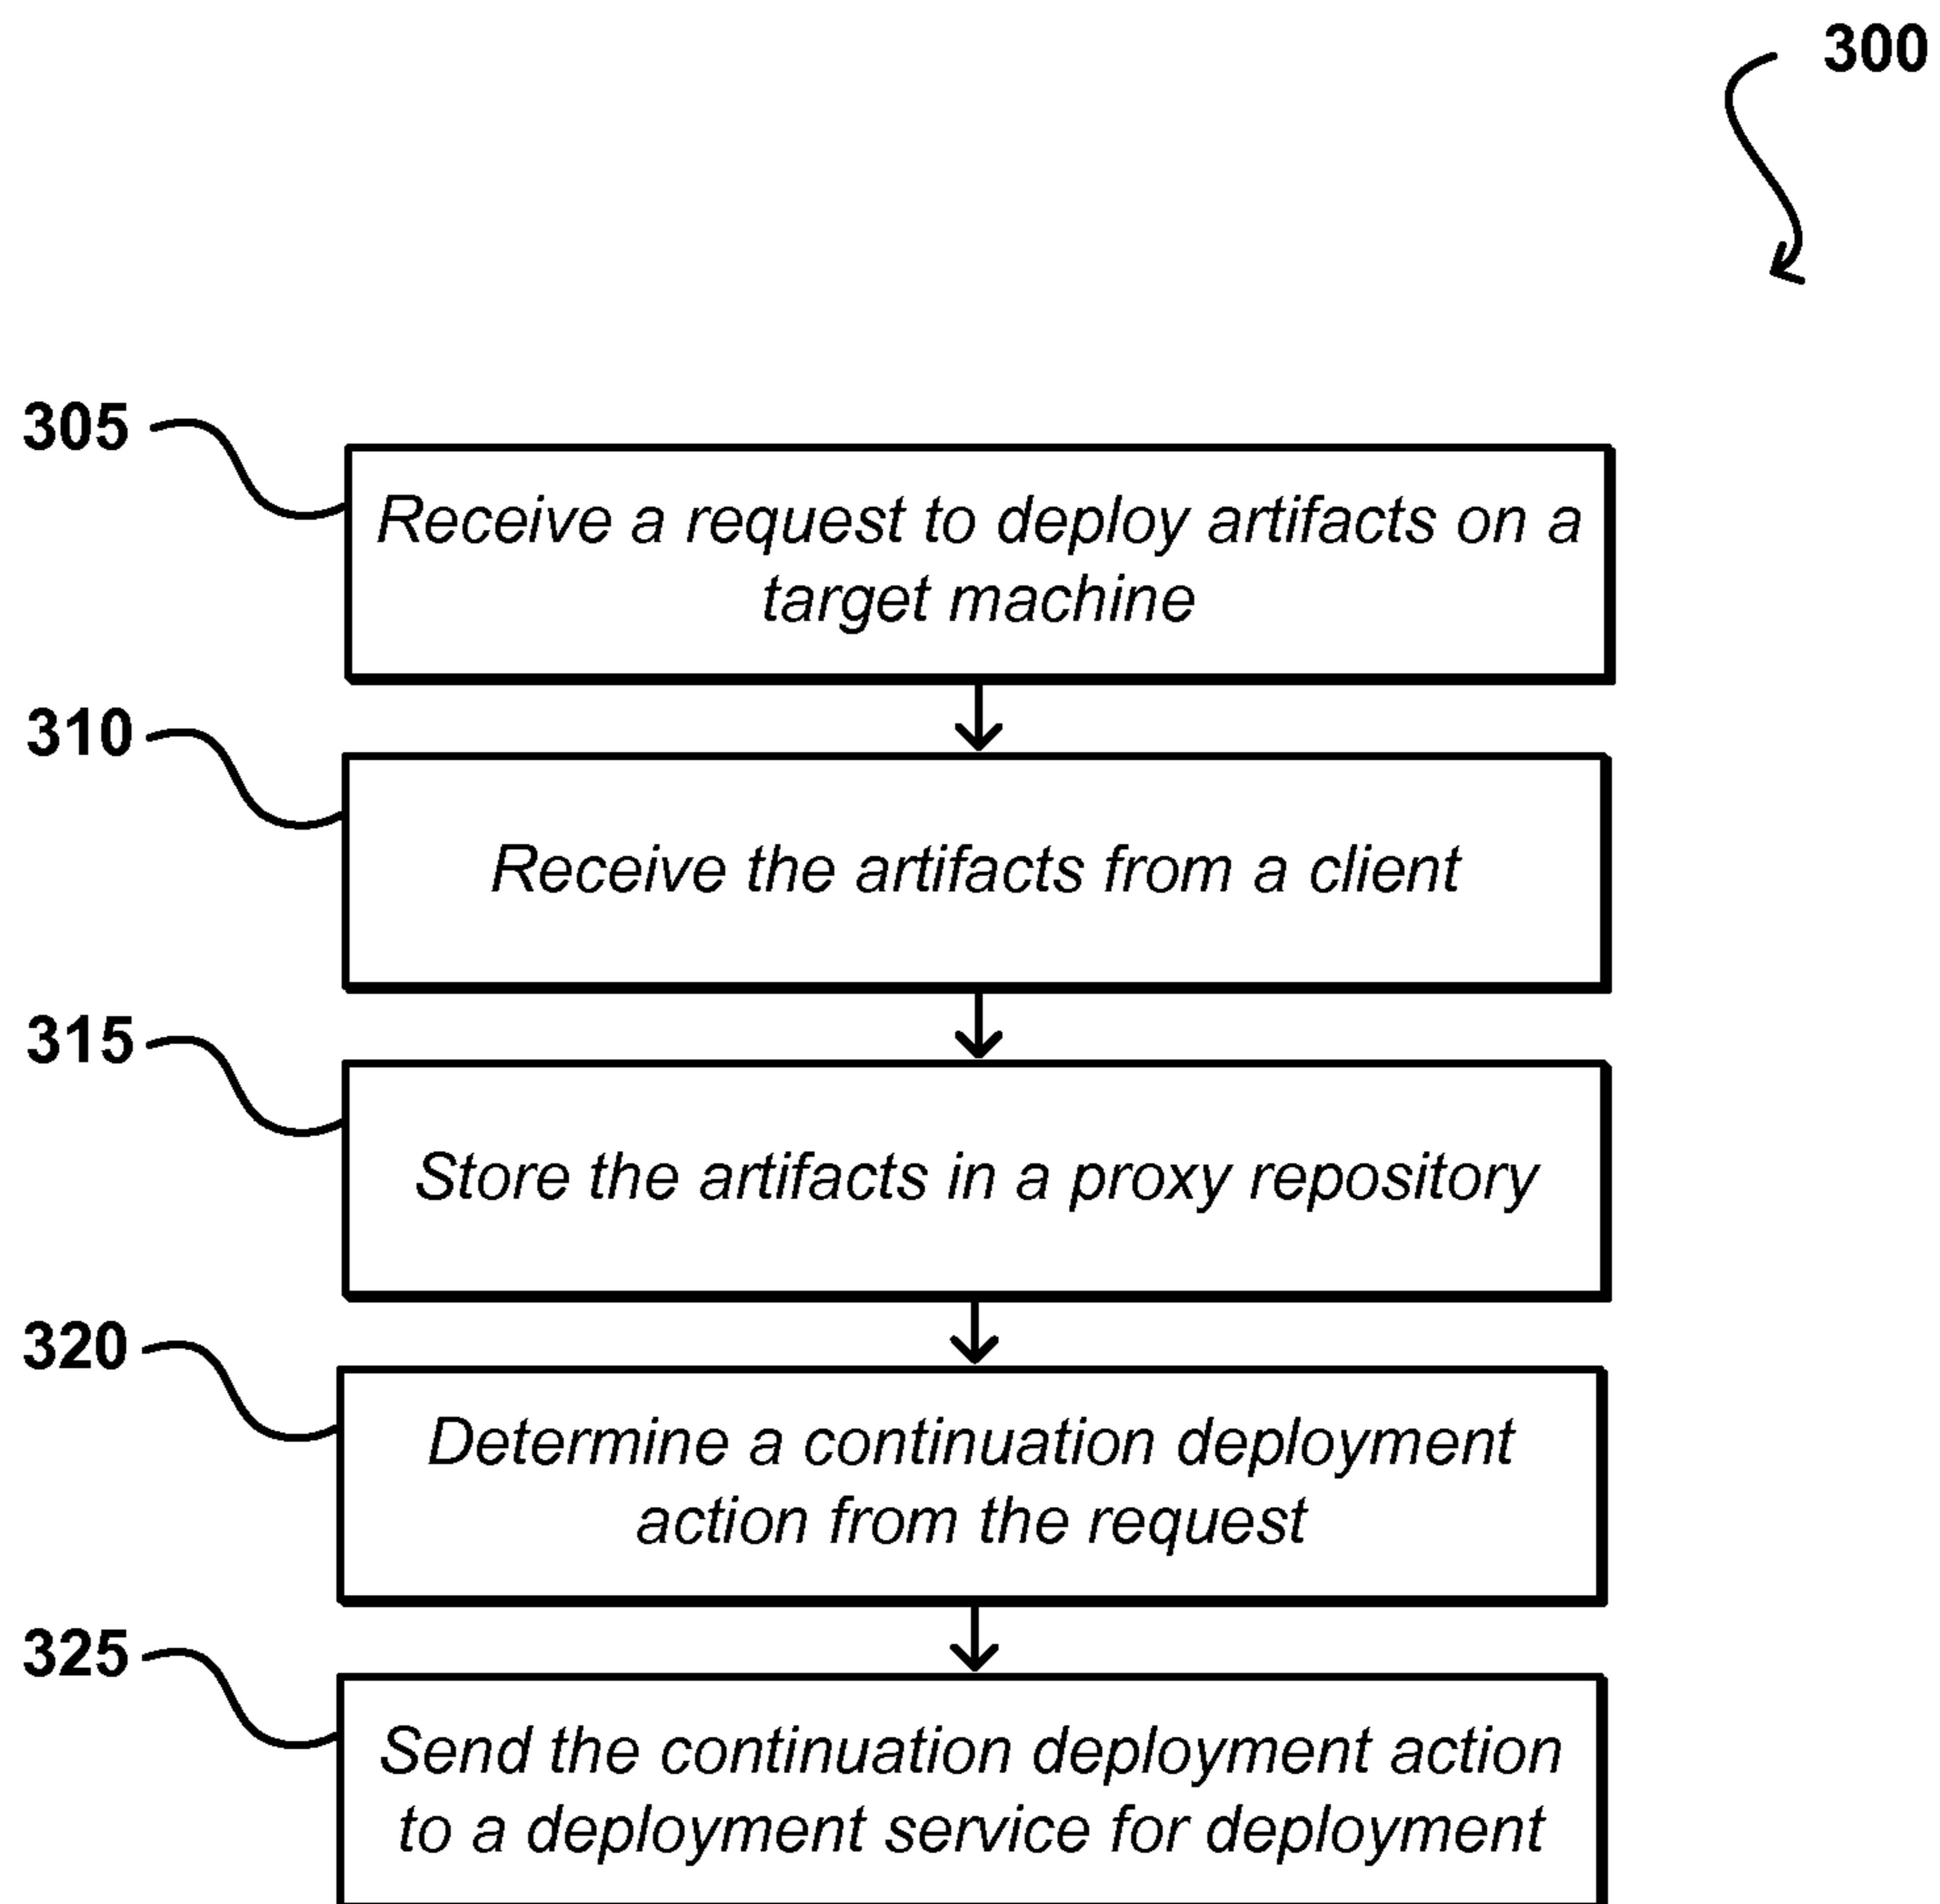 300
305
Receive a request to deploy artifacts on a
target machine
310
Receive the artifacts from a client
315
Store the artifacts in a proxy repository
320
Determine a continuation deployment
action from the request
325
Send the continuation deployment action
to a deployment service for deployment